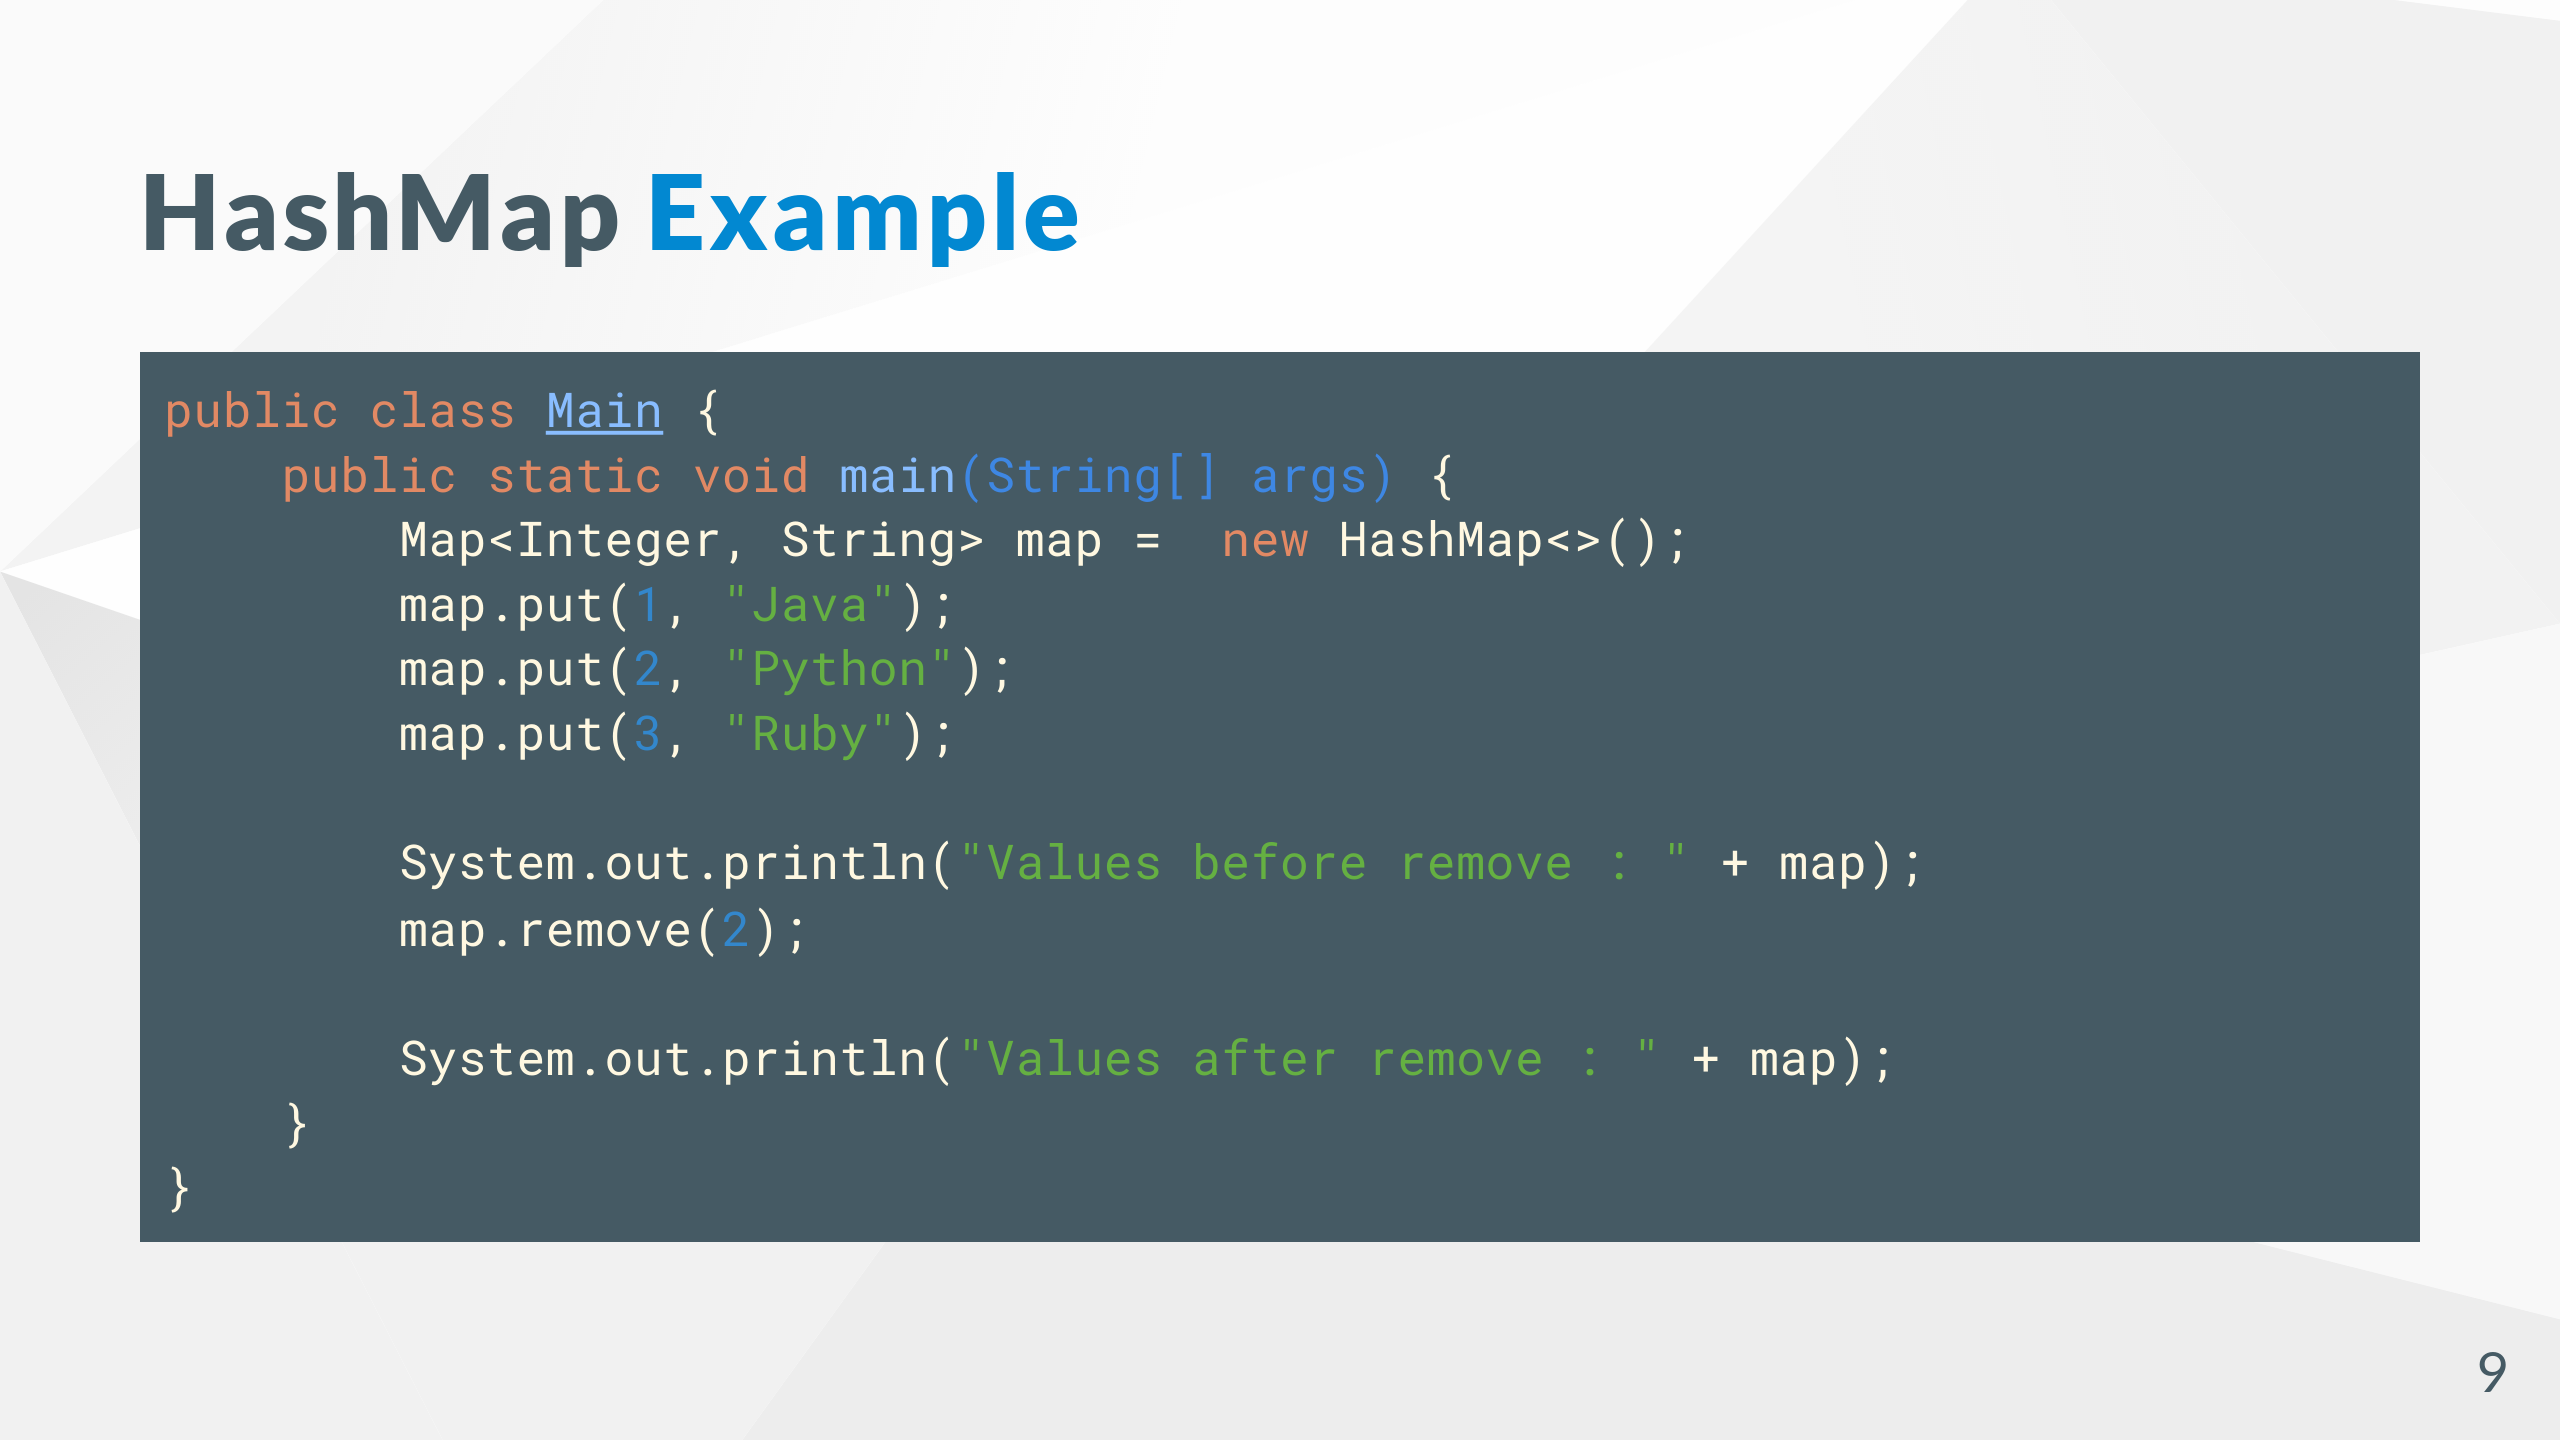 HashMap Example
public class Main {
    public static void main(String[] args) {
        Map<Integer, String> map =  new HashMap<>();
        map.put(1, "Java");
        map.put(2, "Python");
        map.put(3, "Ruby");

        System.out.println("Values before remove : " + map);
        map.remove(2);

        System.out.println("Values after remove : " + map);
    }
}
9